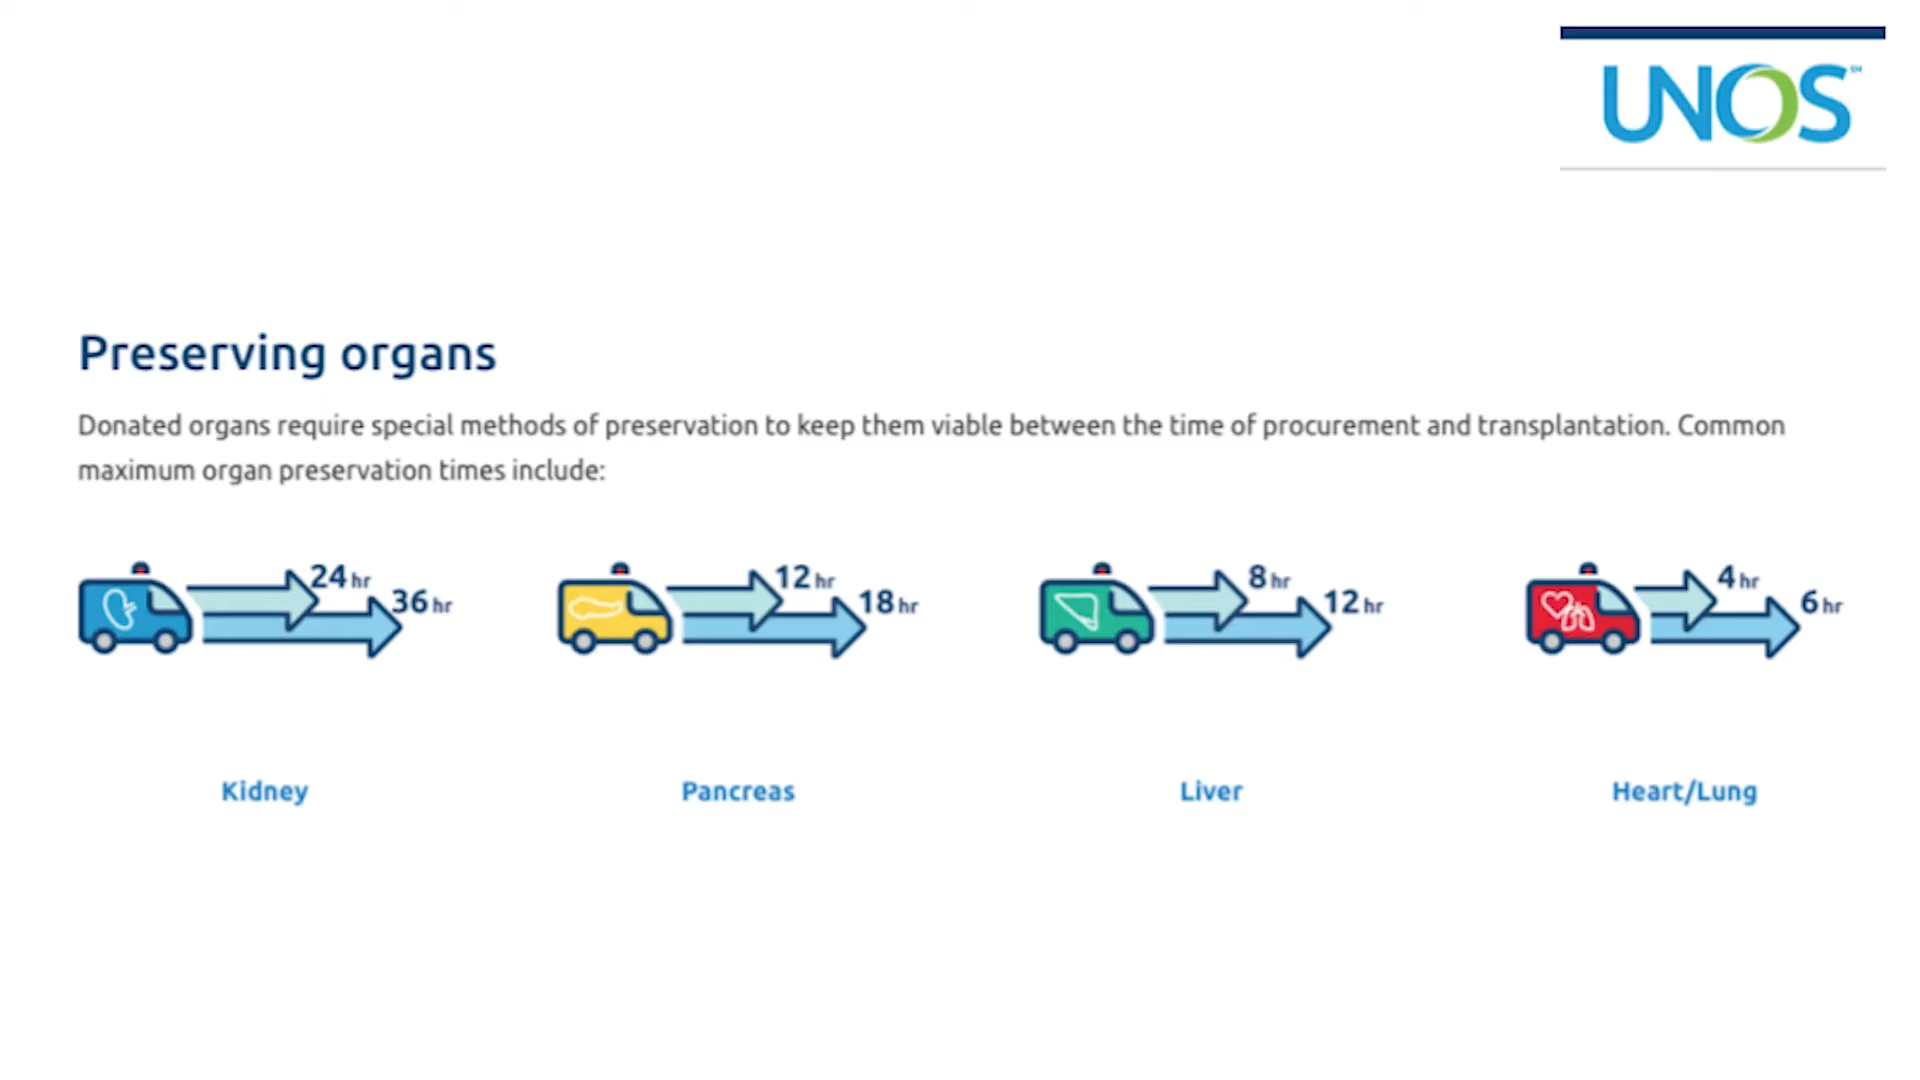 UNOS℠
Preserving organs
Donated organs require special methods of preservation to keep them viable between the time of procurement and transplantation. Common
maximum organ preservation times include:
24 hr
36 hr
12 hr
18 hr
8 hr
12 hr
4 hr
6 hr
Kidney
Pancreas
Liver
Heart/Lung